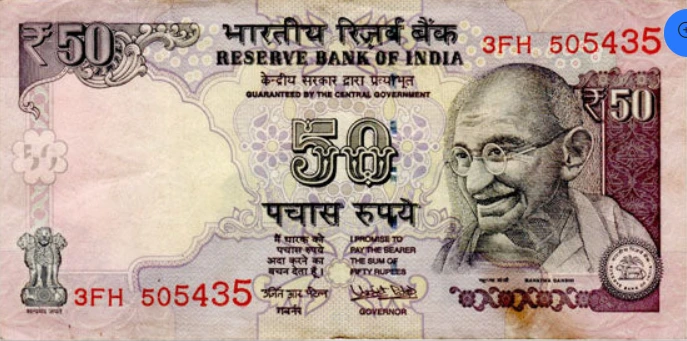 ₹50
भारतीय रिज़र्व बैंक
RESERVE BANK OF INDIA
केन्द्रीय सरकार द्वारा प्रत्याभूत
GUARANTEED BY THE CENTRAL GOVERNMENT
3FH 505435
₹50
50
पचास रुपये
मैं धारक को
पचास रुपये
अदा करने का
वचन देता हूँ।
I PROMISE TO
PAY THE BEARER
THE SUM OF
FIFTY RUPEES
3FH 505435
गवर्नर
GOVERNOR
महात्मा गांधी
MAHATMA GANDHI
सत्यमेव जयते